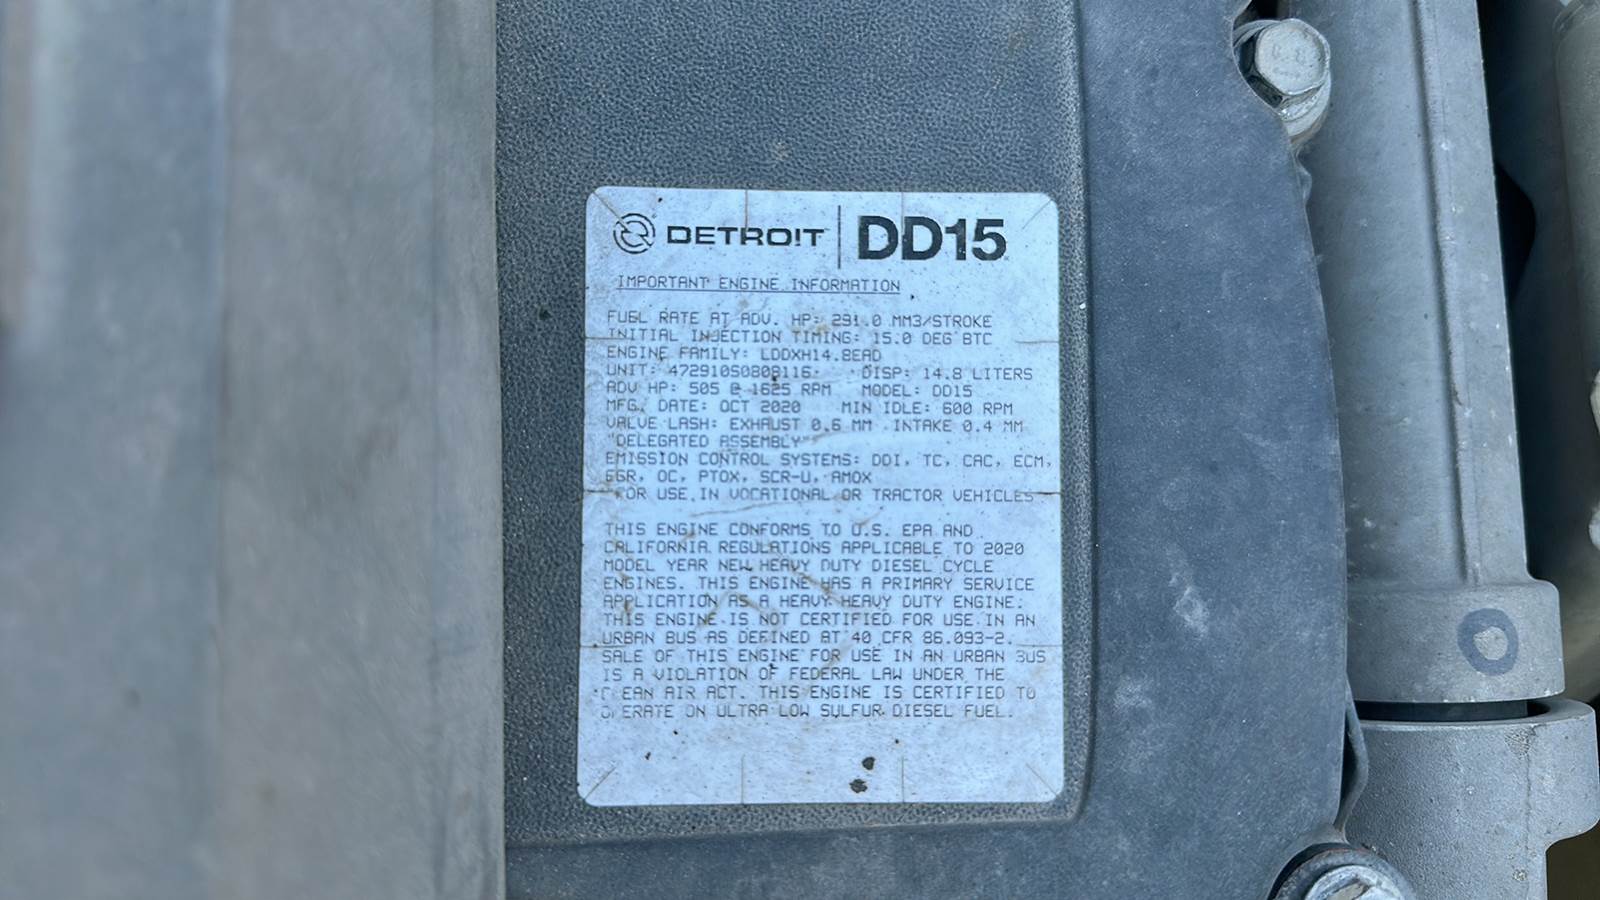 DETROIT DD15
IMPORTANT ENGINE INFORMATION
FUEL RATE AT ADV. HP: 291.0 MM3/STROKE
INITIAL INJECTION TIMING: 15.0 DEG BTC
ENGINE FAMILY: LDDXH14.8EAD
UNIT: 472910S0808116 DISP: 14.8 LITERS
ADV HP: 505 @ 1625 RPM MODEL: DD15
MFG. DATE: OCT 2020 MIN IDLE: 600 RPM
VALVE LASH: EXHAUST 0.6 MM INTAKE 0.4 MM
"DELEGATED ASSEMBLY"
EMISSION CONTROL SYSTEMS: DDI, TC, CAC, ECM,
EGR, OC, PTOX, SCR-U, AMOX
FOR USE IN VOCATIONAL OR TRACTOR VEHICLES
THIS ENGINE CONFORMS TO U.S. EPA AND
CALIFORNIA REGULATIONS APPLICABLE TO 2020
MODEL YEAR NEW HEAVY DUTY DIESEL CYCLE
ENGINES. THIS ENGINE HAS A PRIMARY SERVICE
APPLICATION AS A HEAVY HEAVY DUTY ENGINE.
THIS ENGINE IS NOT CERTIFIED FOR USE IN AN
URBAN BUS AS DEFINED AT 40 CFR 86.093-2.
SALE OF THIS ENGINE FOR USE IN AN URBAN BUS
IS A VIOLATION OF FEDERAL LAW UNDER THE
CLEAN AIR ACT. THIS ENGINE IS CERTIFIED TO
OPERATE ON ULTRA LOW SULFUR DIESEL FUEL.